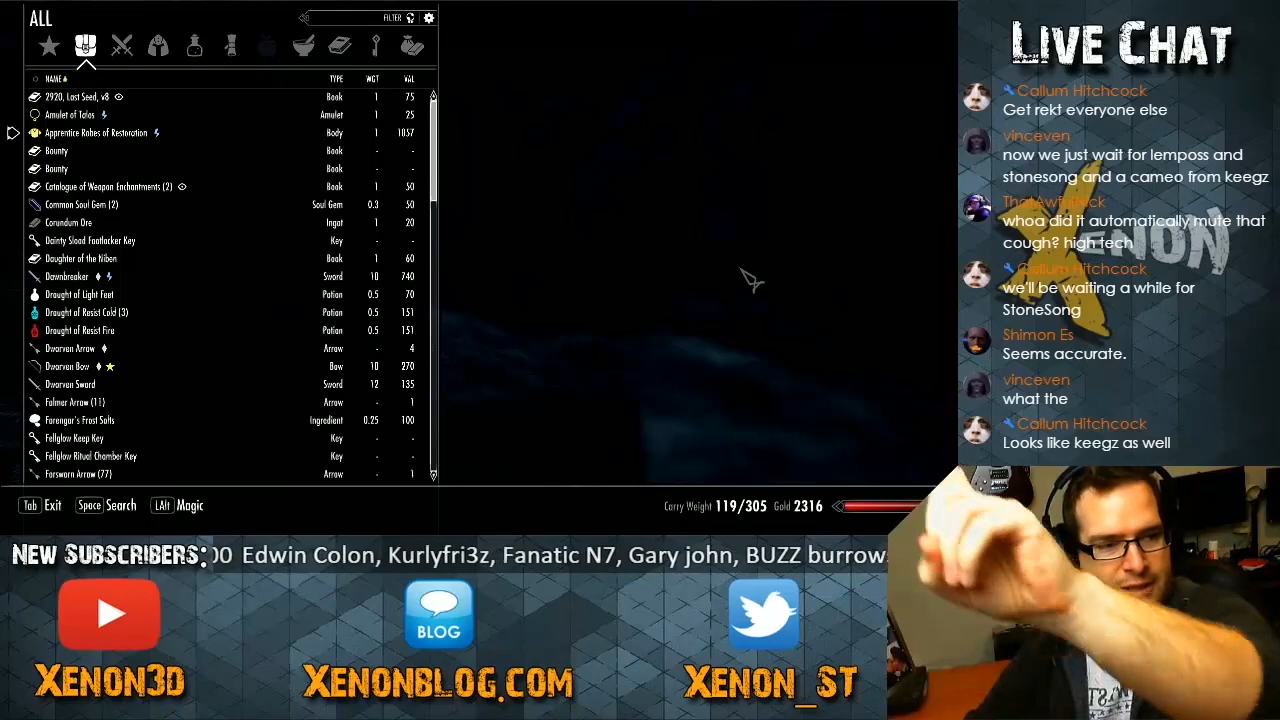 ALL
FILTER
NAME TYPE WGT VAL
2920, Last Seed, v8 Book 1 75
Amulet of Talos Amulet 1 25
Apprentice Robes of Restoration Body 1 1057
Bounty Book - -
Bounty Book - -
Catalogue of Weapon Enchantments (2) Book 1 50
Common Soul Gem (2) Soul Gem 0.3 50
Corundum Ore Ingot 1 20
Dainty Sload Footlocker Key Key - -
Daughter of the Niben Book 1 60
Dawnbreaker Sword 10 740
Draught of Light Feet Potion 0.5 70
Draught of Resist Cold (3) Potion 0.5 151
Draught of Resist Fire Potion 0.5 151
Dwarven Arrow Arrow - 4
Dwarven Bow Bow 10 270
Dwarven Sword Sword 12 135
Falmer Arrow (11) Arrow - 1
Farengar's Frost Salts Ingredient 0.25 100
Fellglow Keep Key Key - -
Fellglow Ritual Chamber Key Key - -
Forsworn Arrow (77) Arrow - 1
Tab Exit Space Search LAlt Magic
Carry Weight 119/305 Gold 2316
LIVE CHAT
Callum Hitchcock
Get rekt everyone else
vinceven
now we just wait for lemposs and
stonesong and a cameo from keegz
whoa did it automatically mute that
cough? high tech
Callum Hitchcock
we'll be waiting a while for
StoneSong
Shimon Es
Seems accurate.
vinceven
what the
Callum Hitchcock
Looks like keegz as well
XENON
NEW SUBSCRIBERS: 00 Edwin Colon, Kurlyfri3z, Fanatic N7, Gary john, BUZZ burrows
BLOG
XENON3D
XENONBLOG.COM
XENON_ST